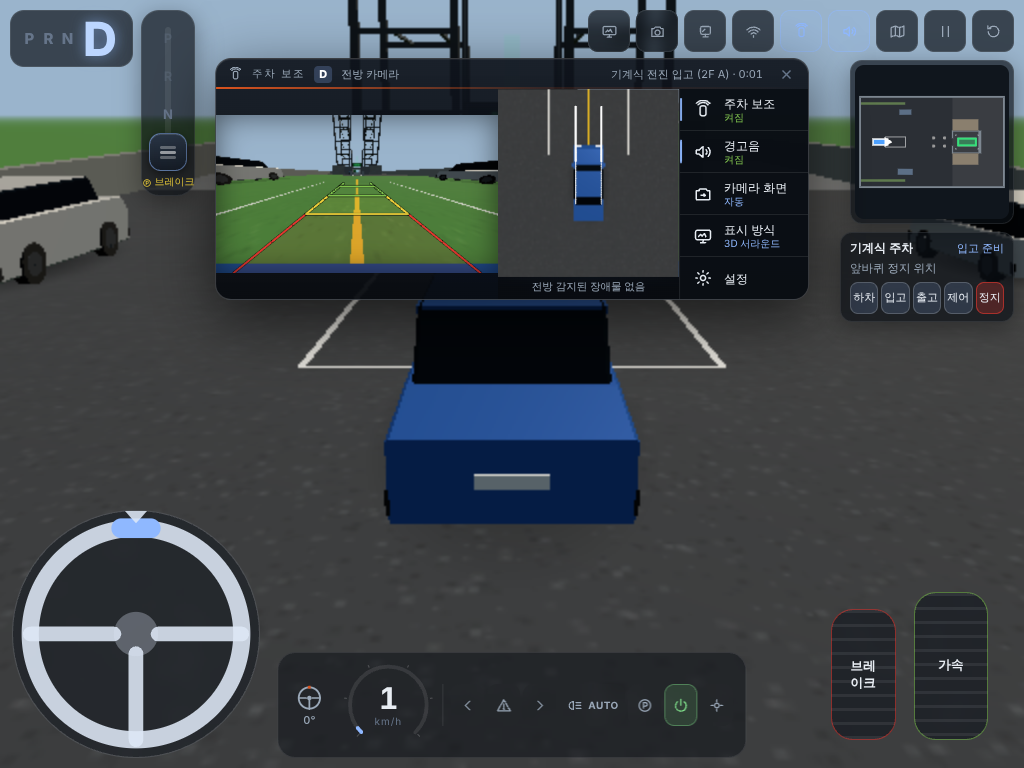 P R N D
P
R
N
브레이크
주차 보조 D 전방 카메라 기계식 전진 입고 (2F A) · 0:01
주차 보조
켜짐
경고음
켜짐
카메라 화면
자동
표시 방식
3D 서라운드
설정
전방 감지된 장애물 없음
기계식 주차 입고 준비
앞바퀴 정지 위치
하차 입고 출고 제어 정지
0°
1
km/h
AUTO
P
브레
이크
가속